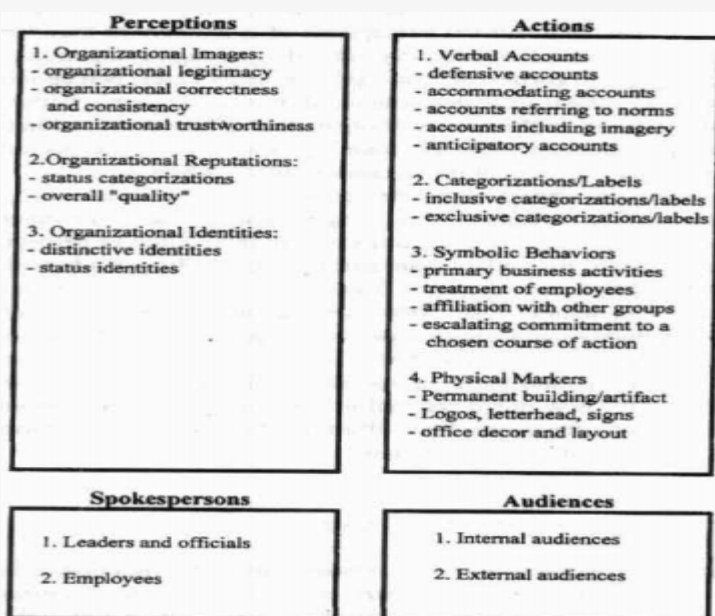 Perceptions
1. Organizational Images:
- organizational legitimacy
- organizational correctness
and consistency
- organizational trustworthiness
2.Organizational Reputations:
- status categorizations
- overall "quality"
3. Organizational Identities:
- distinctive identities
- status identities
Actions
1. Verbal Accounts
- defensive accounts
- accommodating accounts
- accounts referring to norms
- accounts including imagery
- anticipatory accounts
2. Categorizations/Labels
- inclusive categorizations/labels
- exclusive categorizations/labels
3. Symbolic Behaviors
- primary business activities
- treatment of employees
- affiliation with other groups
- escalating commitment to a
chosen course of action
4. Physical Markers
- Permanent building/artifact
- Logos, letterhead, signs
- office decor and layout
Spokespersons
1. Leaders and officials
2. Employees
Audiences
1. Internal audiences
2. External audiences